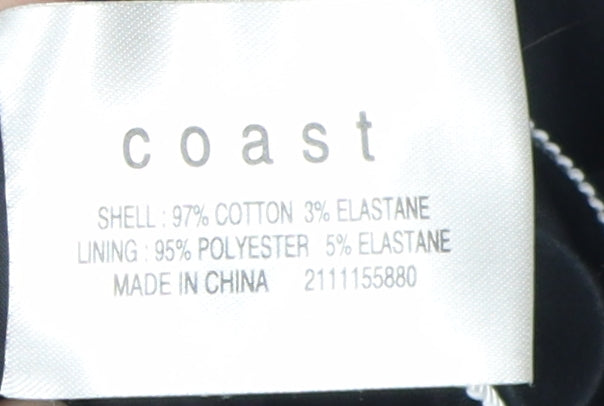 coast
SHELL : 97% COTTON 3% ELASTANE
LINING : 95% POLYESTER 5% ELASTANE
MADE IN CHINA 2111155880